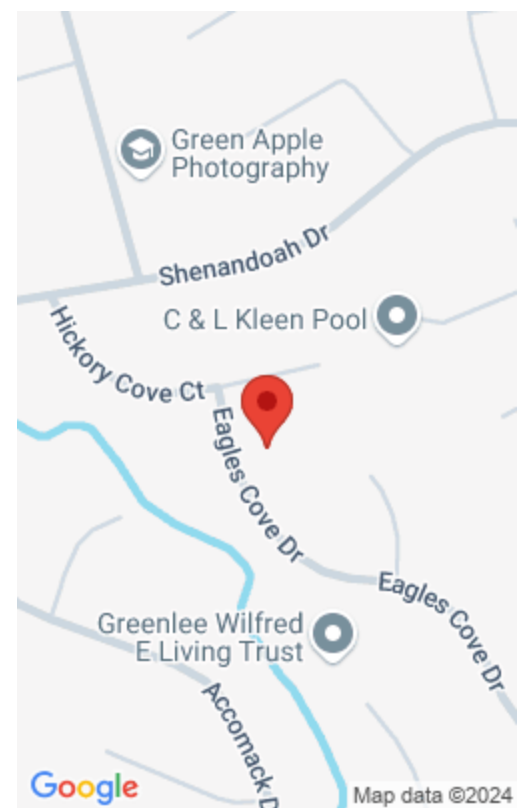 Green Apple
Photography
Shenandoah Dr
C & L Kleen Pool
Hickory Cove Ct
Eagles Cove Dr
Eagles Cove Dr
Greenlee Wilfred
E Living Trust
Accomack D
Google
Map data ©2024